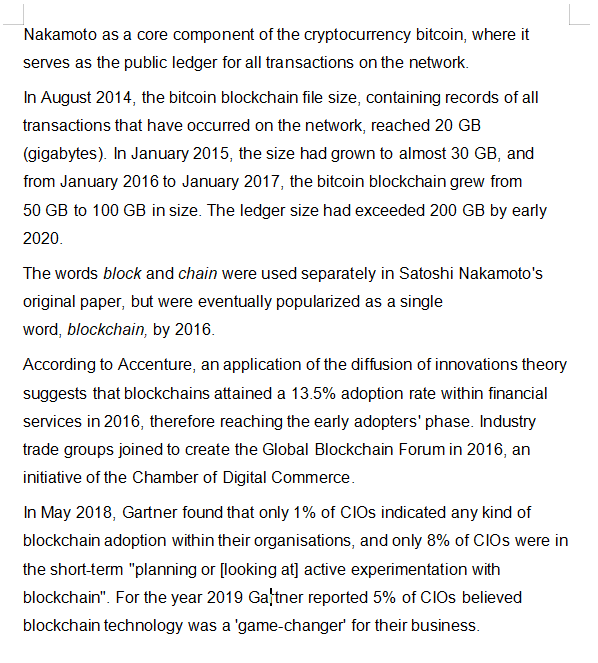 Nakamoto as a core component of the cryptocurrency bitcoin, where it
serves as the public ledger for all transactions on the network.
In August 2014, the bitcoin blockchain file size, containing records of all
transactions that have occurred on the network, reached 20 GB
(gigabytes). In January 2015, the size had grown to almost 30 GB, and
from January 2016 to January 2017, the bitcoin blockchain grew from
50 GB to 100 GB in size. The ledger size had exceeded 200 GB by early
2020.
The words block and chain were used separately in Satoshi Nakamoto's
original paper, but were eventually popularized as a single
word, blockchain, by 2016.
According to Accenture, an application of the diffusion of innovations theory
suggests that blockchains attained a 13.5% adoption rate within financial
services in 2016, therefore reaching the early adopters' phase. Industry
trade groups joined to create the Global Blockchain Forum in 2016, an
initiative of the Chamber of Digital Commerce.
In May 2018, Gartner found that only 1% of CIOs indicated any kind of
blockchain adoption within their organisations, and only 8% of CIOs were in
the short-term "planning or [looking at] active experimentation with
blockchain". For the year 2019 Gartner reported 5% of CIOs believed
blockchain technology was a 'game-changer' for their business.